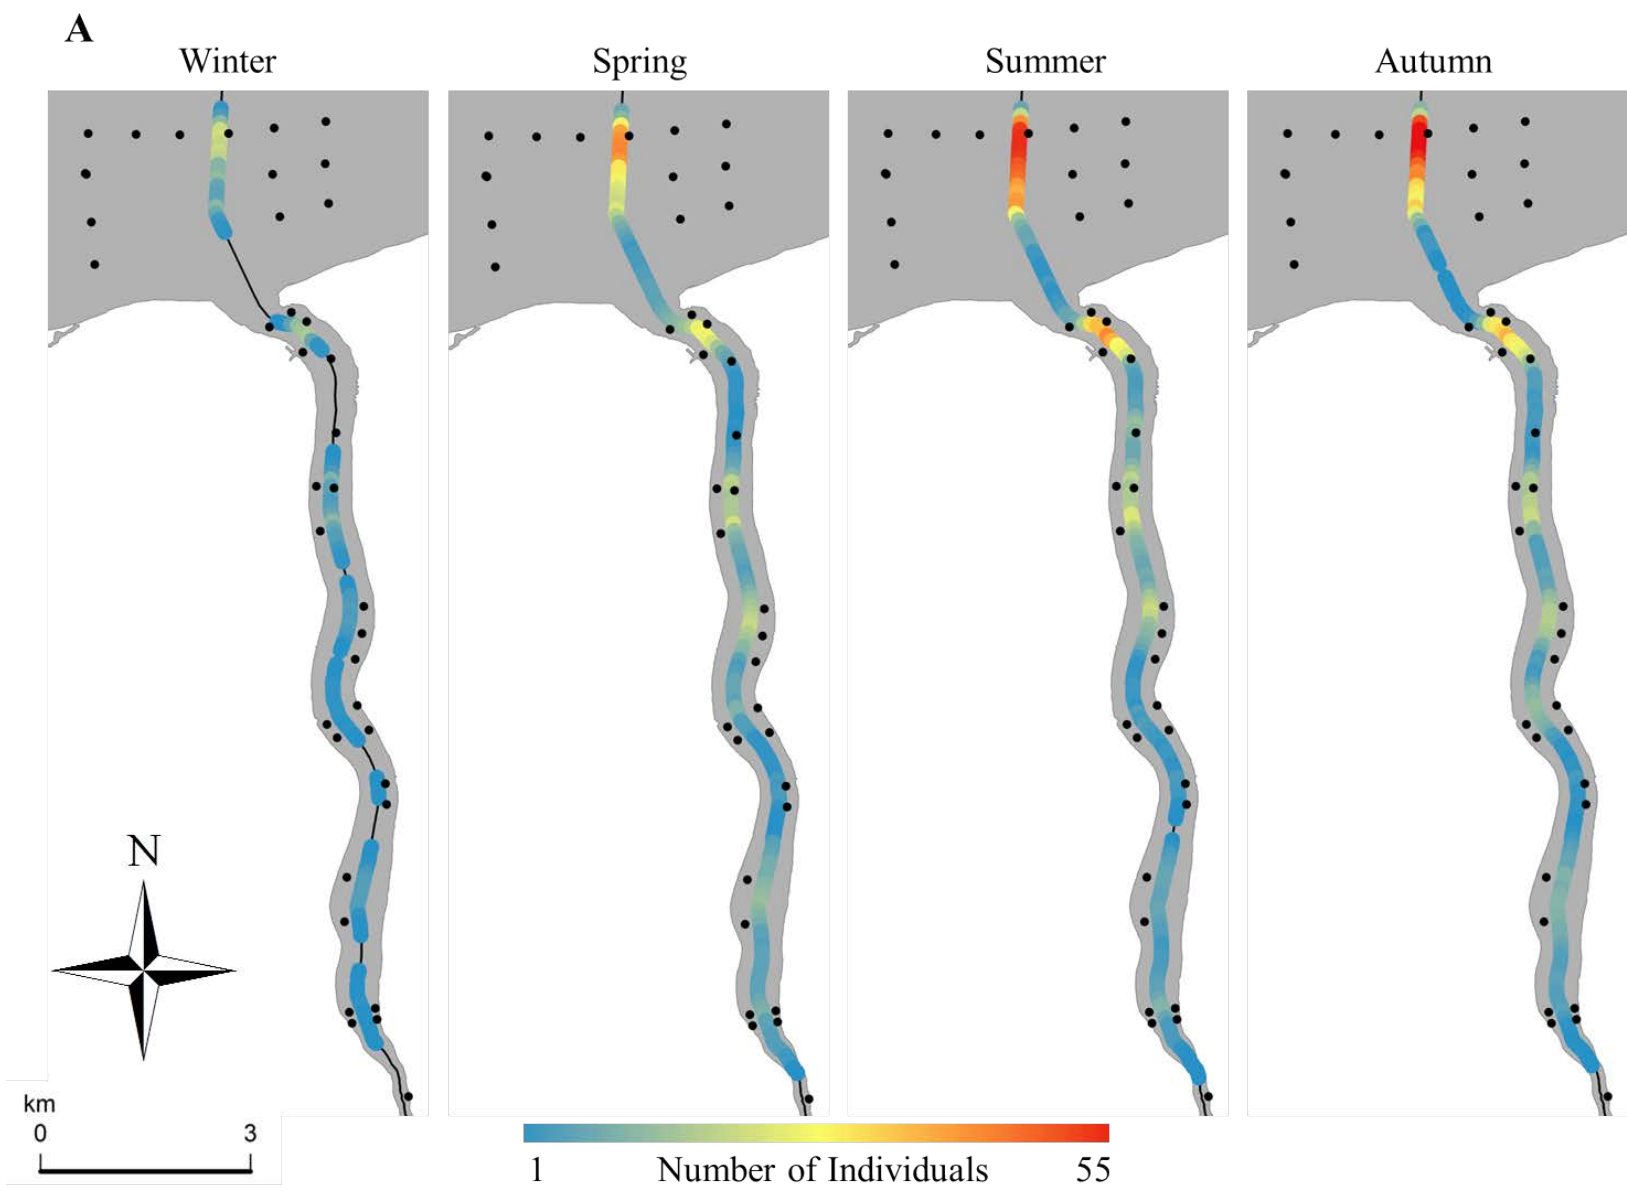 A
Winter Spring Summer Autumn
N
km
0 3
1 Number of Individuals 55